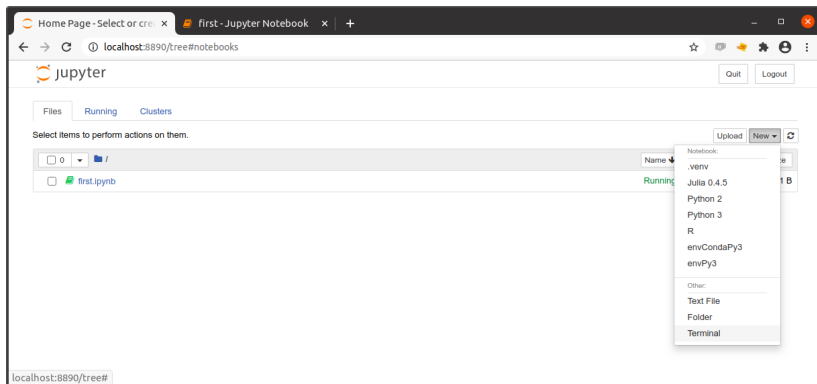 Home Page - Select or cre
first - Jupyter Notebook
localhost:8890/tree#notebooks
jupyter
Quit
Logout
Files
Running
Clusters
Select items to perform actions on them.
Upload
New
0
/
Name
first.ipynb
Running
B
Notebook:
.venv
Julia 0.4.5
Python 2
Python 3
R
envCondaPy3
envPy3
Other:
Text File
Folder
Terminal
localhost:8890/tree#